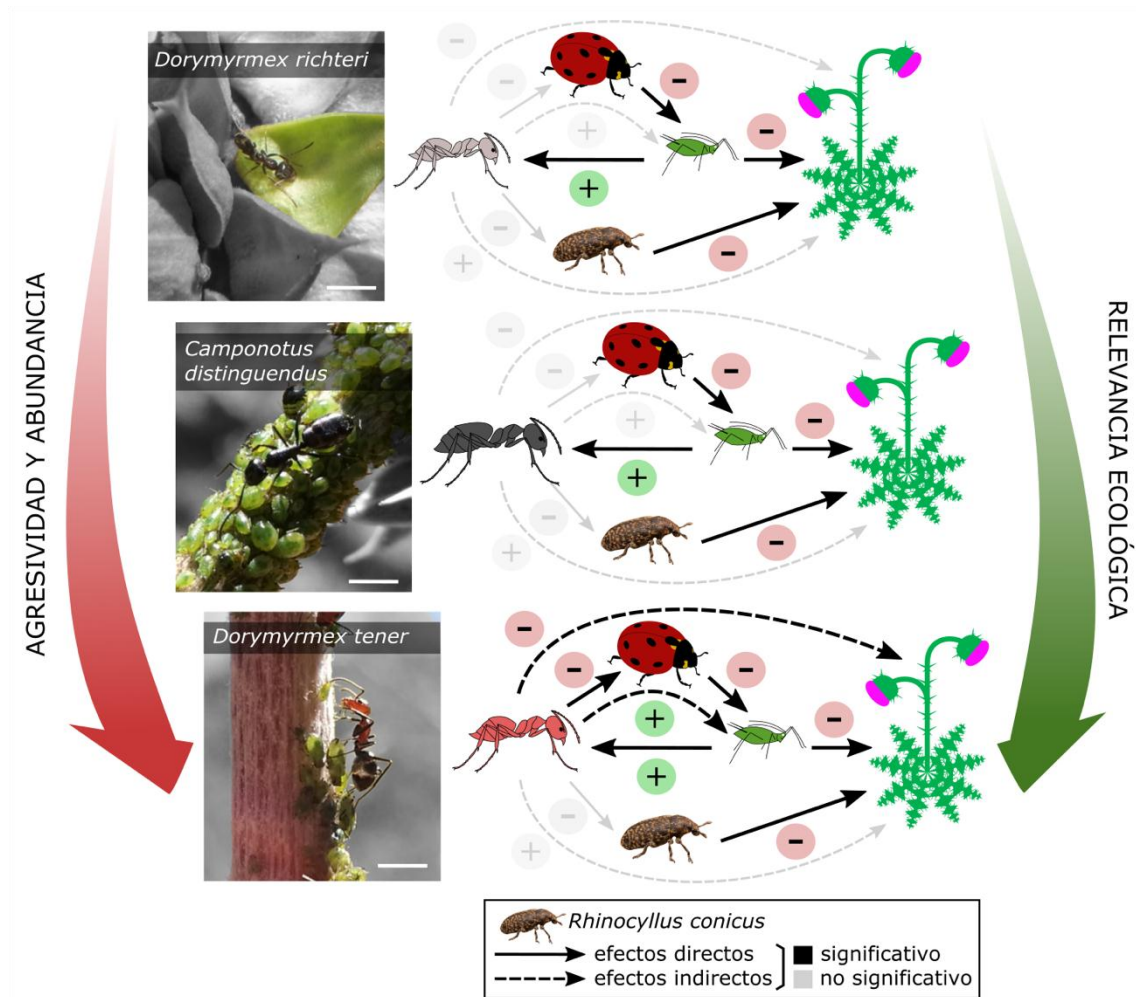 Dorymyrmex richteri
AGRESIVIDAD Y ABUNDANCIA
Camponotus
distinguendus
Dorymyrmex tener
RELEVANCIA ECOLÓGICA
- - - + - + - - +
- - - + - + - - +
- - - + - + - - +
Rhinocyllus conicus
efectos directos
efectos indirectos
significativo
no significativo